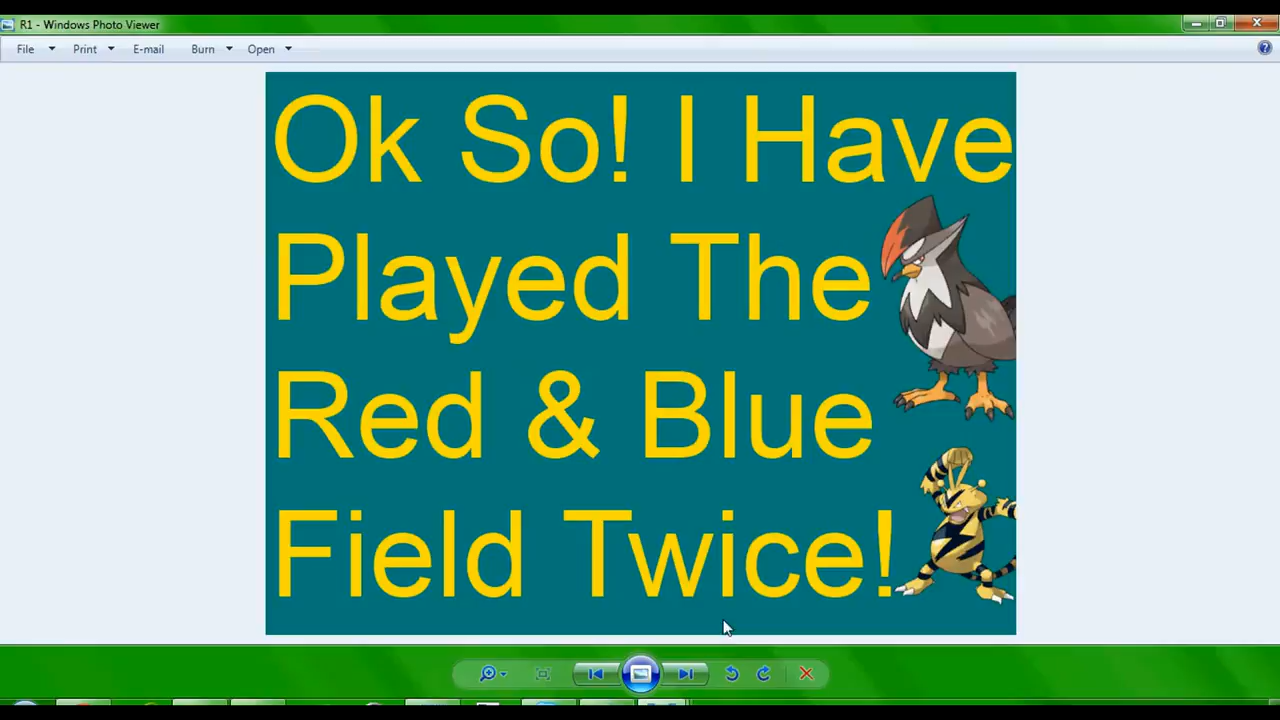 R1 - Windows Photo Viewer
File Print E-mail Burn Open
Ok So! I Have
Played The
Red & Blue
Field Twice!